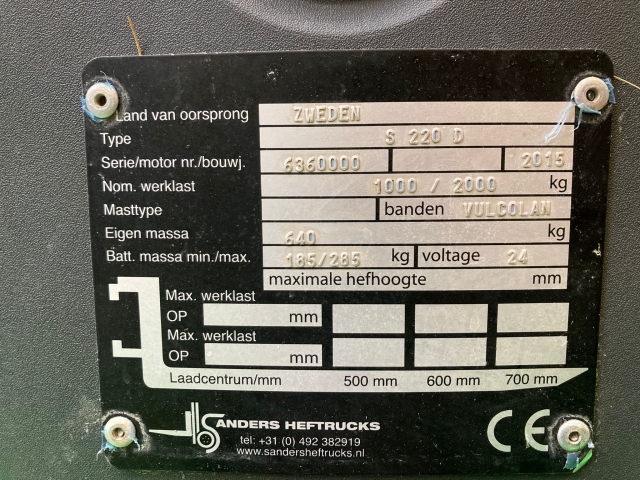 Land van oorsprong ZWEDEN
Type S 220 D
Serie/motor nr./bouwj. 6360000 2015
Nom. werklast 1000 / 2000 kg
Masttype banden VULCOLAN
Eigen massa 640 kg
Batt. massa min./max. 185/285 kg voltage 24
maximale hefhoogte mm
Max. werklast
OP mm
Max. werklast
OP mm
Laadcentrum/mm 500 mm 600 mm 700 mm
SANDERS HEFTRUCKS CE
tel: +31 (0) 492 382919
www.sandersheftrucks.nl